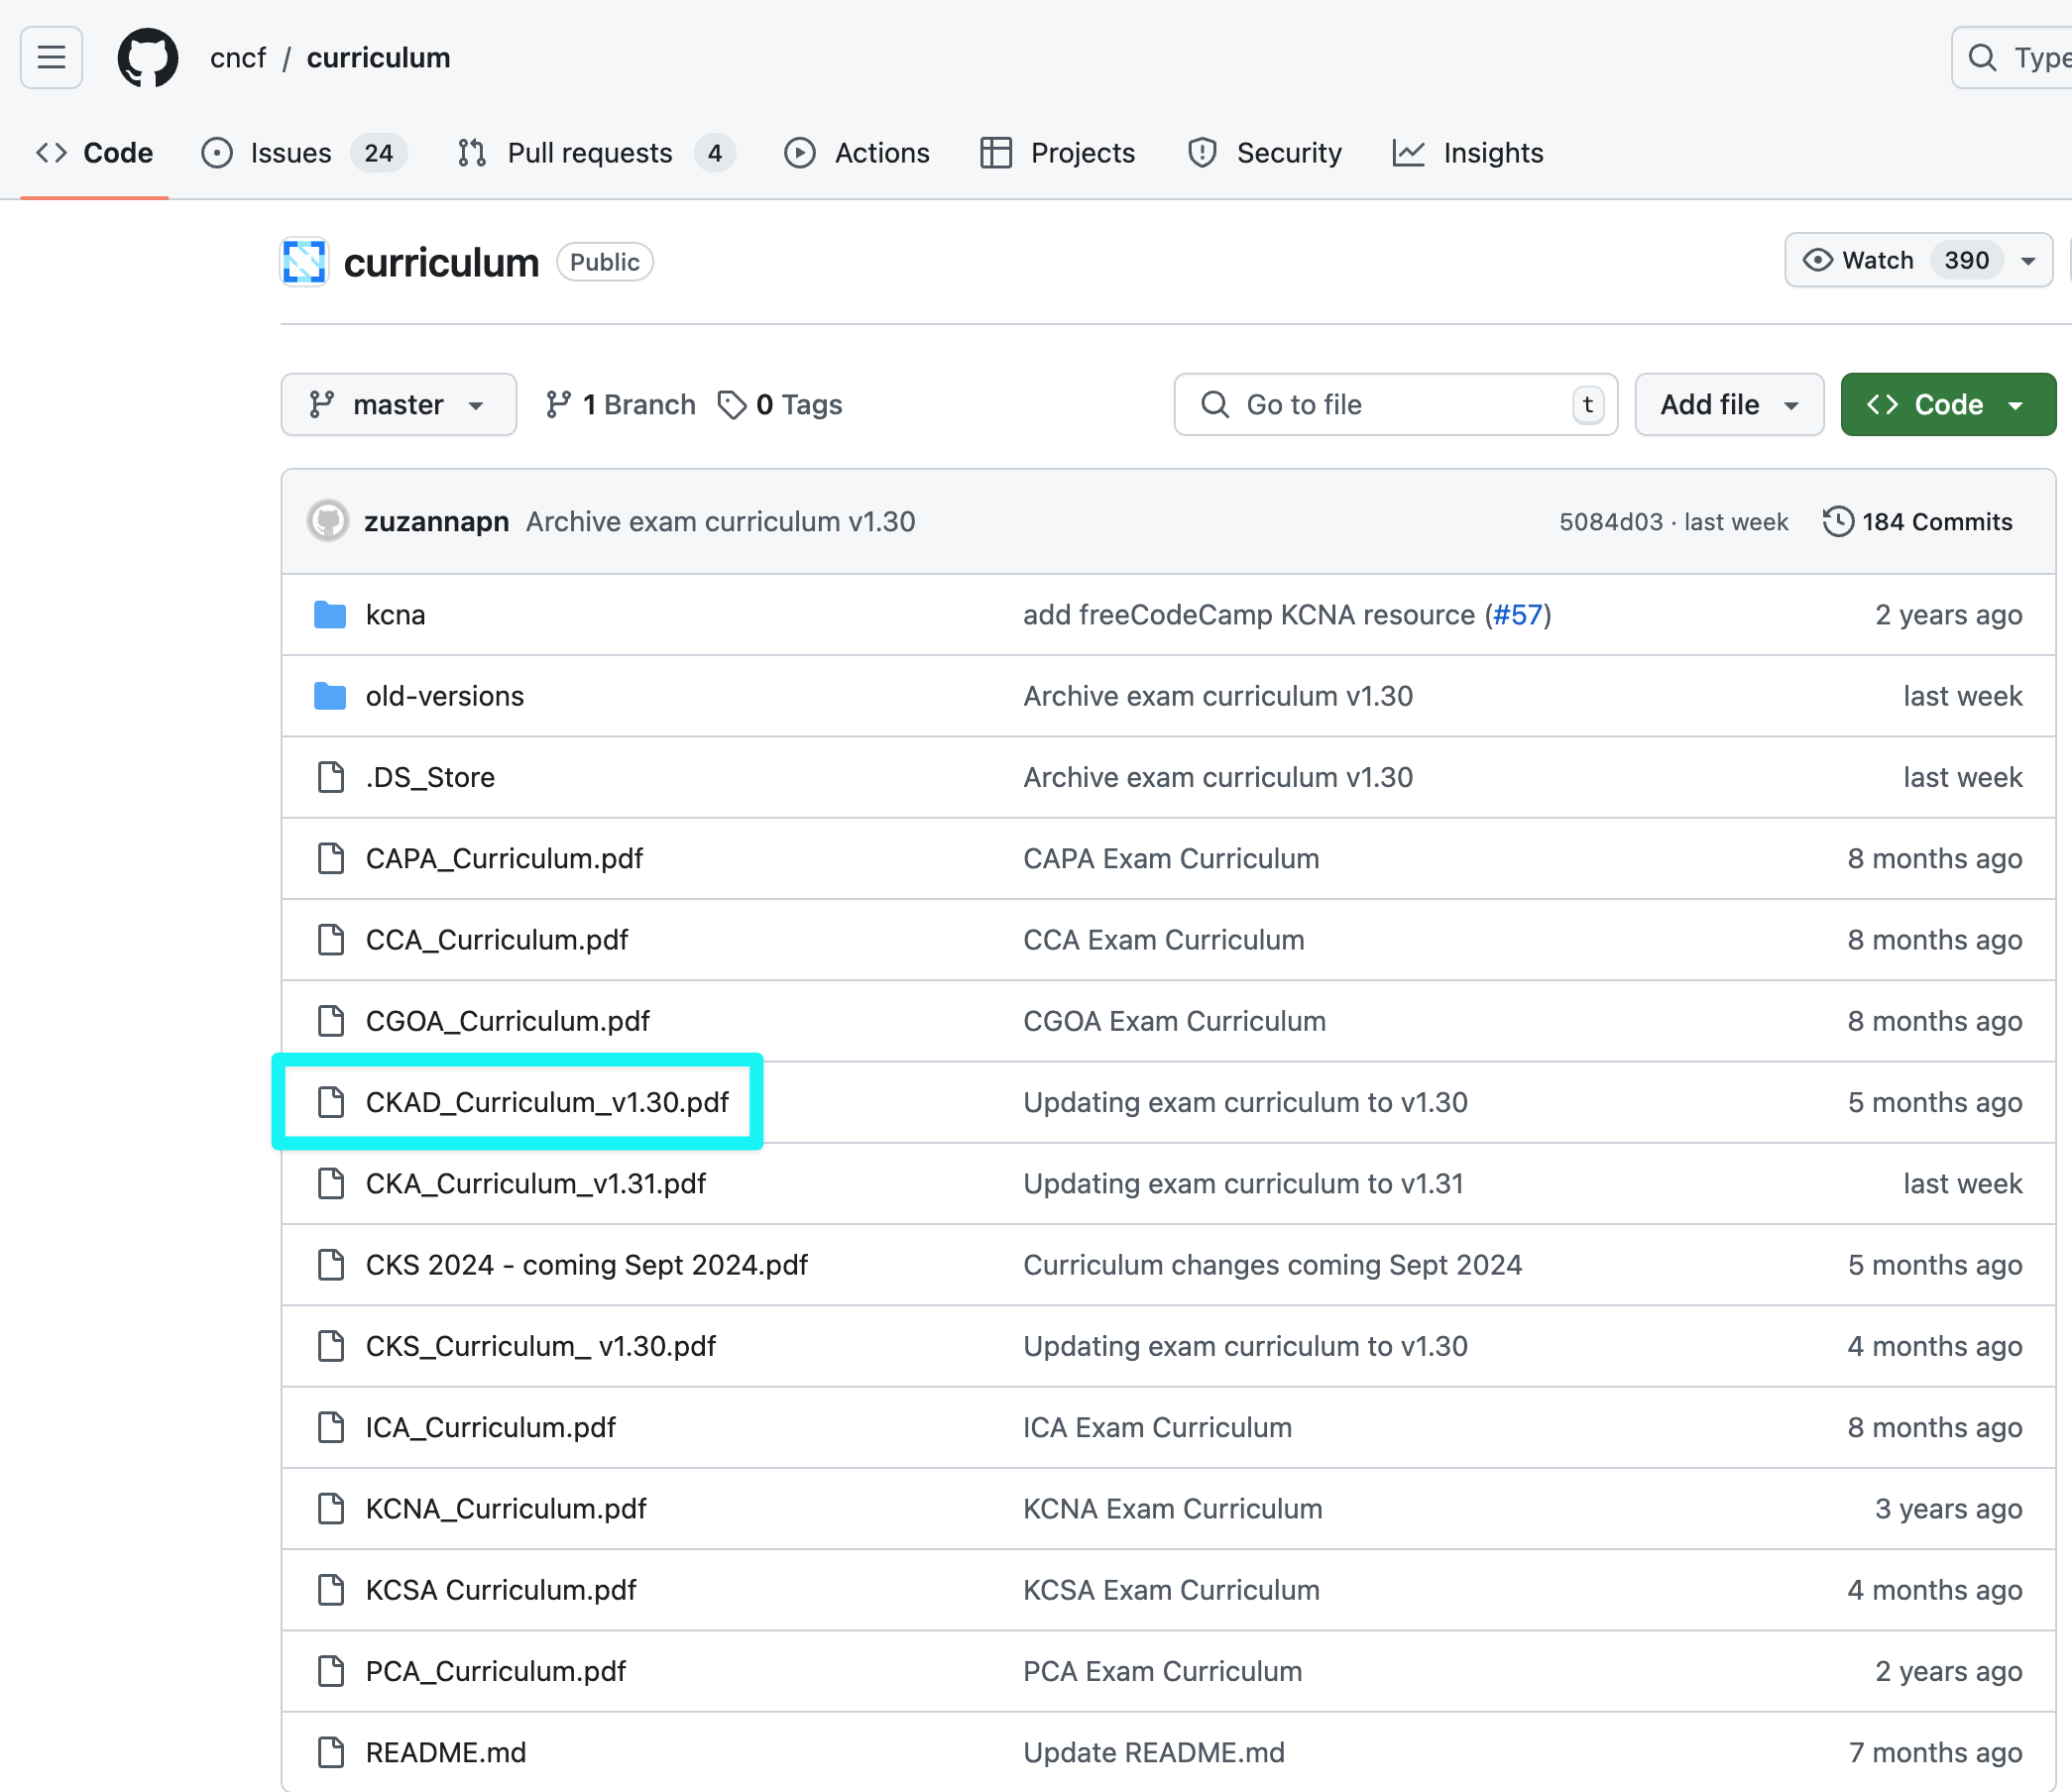 cncf / curriculum
Type
Code Issues 24 Pull requests 4 Actions Projects Security Insights
curriculum Public
Watch 390
master 1 Branch 0 Tags Go to file t Add file Code
zuzannapn Archive exam curriculum v1.30 5084d03 · last week 184 Commits
kcna add freeCodeCamp KCNA resource (#57) 2 years ago
old-versions Archive exam curriculum v1.30 last week
.DS_Store Archive exam curriculum v1.30 last week
CAPA_Curriculum.pdf CAPA Exam Curriculum 8 months ago
CCA_Curriculum.pdf CCA Exam Curriculum 8 months ago
CGOA_Curriculum.pdf CGOA Exam Curriculum 8 months ago
CKAD_Curriculum_v1.30.pdf Updating exam curriculum to v1.30 5 months ago
CKA_Curriculum_v1.31.pdf Updating exam curriculum to v1.31 last week
CKS 2024 - coming Sept 2024.pdf Curriculum changes coming Sept 2024 5 months ago
CKS_Curriculum_ v1.30.pdf Updating exam curriculum to v1.30 4 months ago
ICA_Curriculum.pdf ICA Exam Curriculum 8 months ago
KCNA_Curriculum.pdf KCNA Exam Curriculum 3 years ago
KCSA Curriculum.pdf KCSA Exam Curriculum 4 months ago
PCA_Curriculum.pdf PCA Exam Curriculum 2 years ago
README.md Update README.md 7 months ago